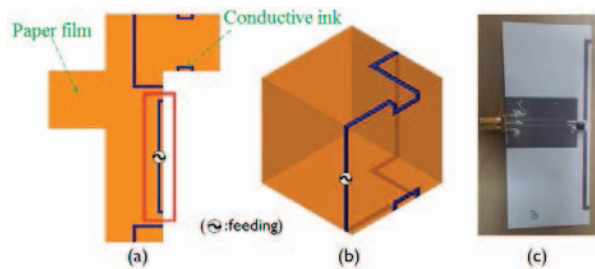 Paper film
Conductive ink
(:feeding)
(a)
(b)
(c)